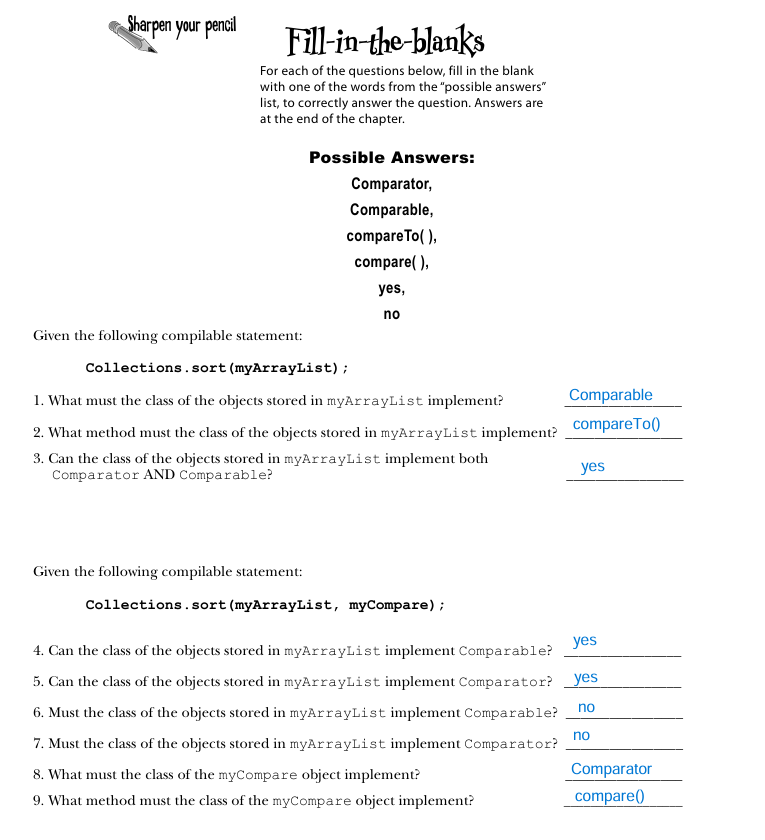 Sharpen your pencil
Fill-in-the-blanks
For each of the questions below, fill in the blank
with one of the words from the “possible answers”
list, to correctly answer the question. Answers are
at the end of the chapter.
Possible Answers:
Comparator,
Comparable,
compareTo( ),
compare( ),
yes,
no
Given the following compilable statement:
Collections.sort(myArrayList);
1. What must the class of the objects stored in myArrayList implement? Comparable
2. What method must the class of the objects stored in myArrayList implement? compareTo()
3. Can the class of the objects stored in myArrayList implement both
Comparator AND Comparable? yes
Given the following compilable statement:
Collections.sort(myArrayList, myCompare);
4. Can the class of the objects stored in myArrayList implement Comparable? yes
5. Can the class of the objects stored in myArrayList implement Comparator? yes
6. Must the class of the objects stored in myArrayList implement Comparable? no
7. Must the class of the objects stored in myArrayList implement Comparator? no
8. What must the class of the myCompare object implement? Comparator
9. What method must the class of the myCompare object implement? compare()